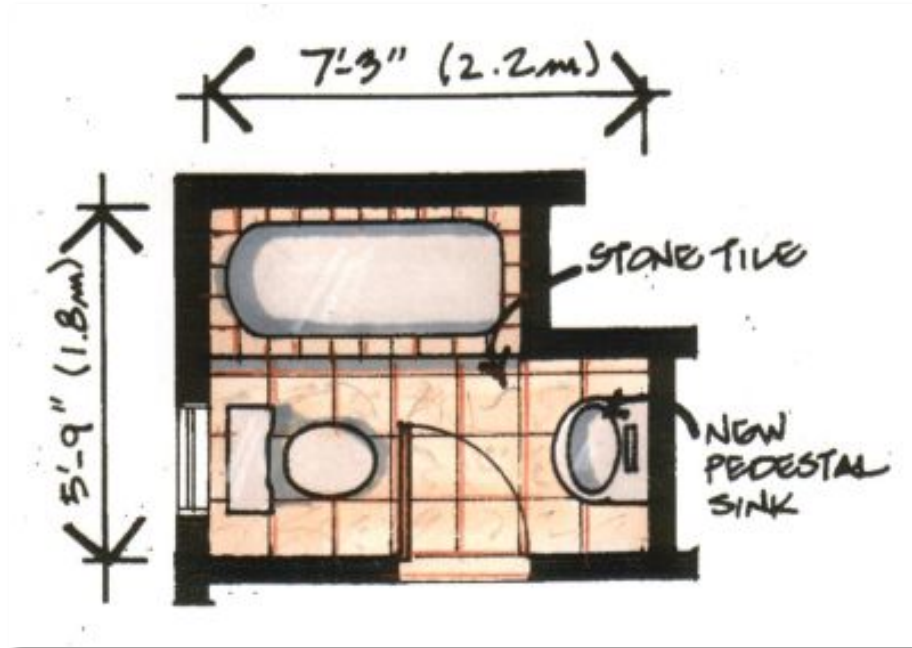 7'-3" (2.2m)
5'-9" (1.8m)
STONE TILE
NEW
PEDESTAL
SINK